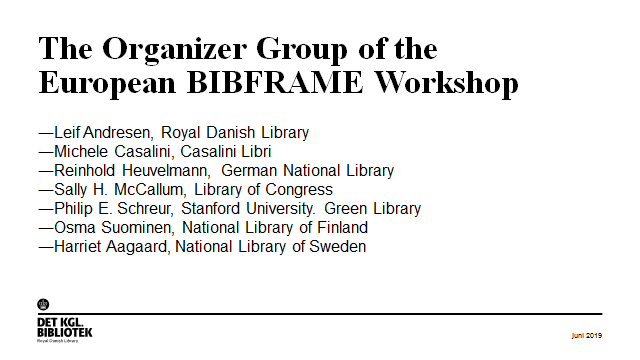 The Organizer Group of the
European BIBFRAME Workshop
—Leif Andresen, Royal Danish Library
—Michele Casalini, Casalini Libri
—Reinhold Heuvelmann, German National Library
—Sally H. McCallum, Library of Congress
—Philip E. Schreur, Stanford University. Green Library
—Osma Suominen, National Library of Finland
—Harriet Aagaard, National Library of Sweden
DET KGL.
BIBLIOTEK
Royal Danish Library
juni 2019